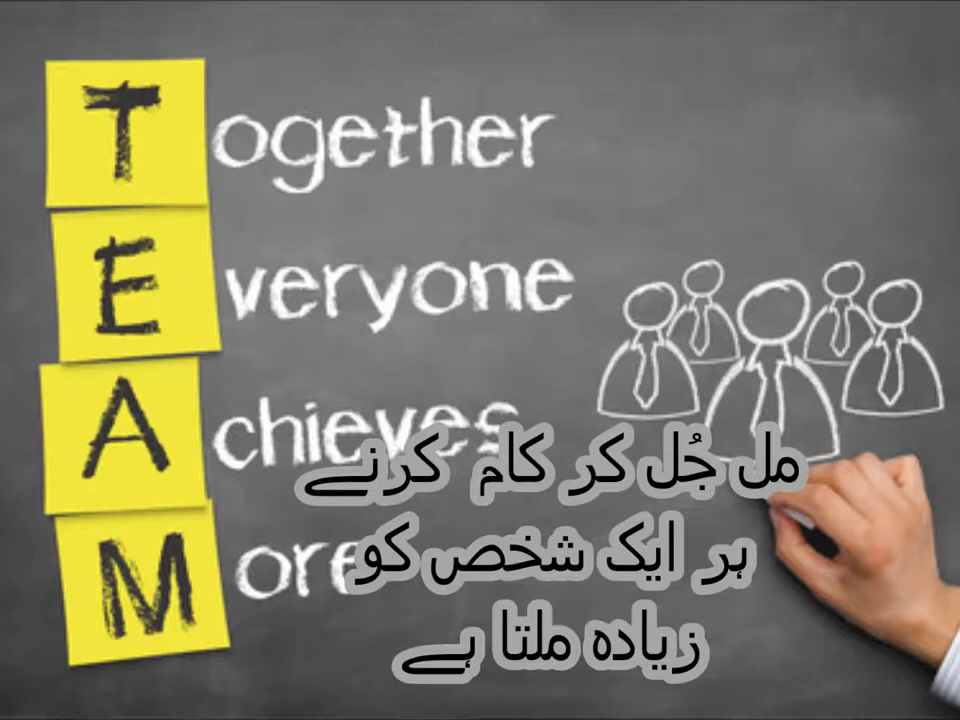 Together
Everyone
Achieves
More
مل جُل کر کام کرنے
ہر ایک شخص کو
زیادہ ملتا ہے